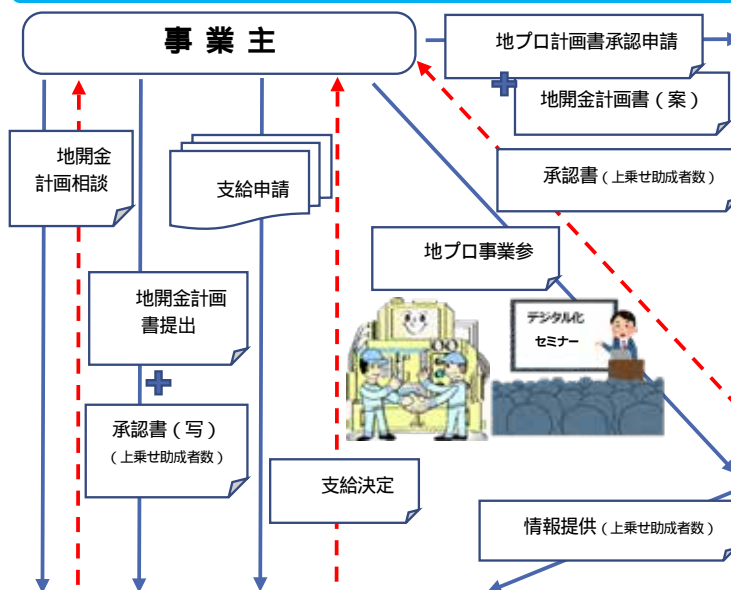 事業主
地プロ計画書承認申請
地開金計画書（案）
地開金
計画相談
支給申請
承認書（上乗せ助成者数）
地プロ事業参
地開金計画
書提出
デジタル化
セミナー
承認書（写）
（上乗せ助成者数）
支給決定
情報提供（上乗せ助成者数）